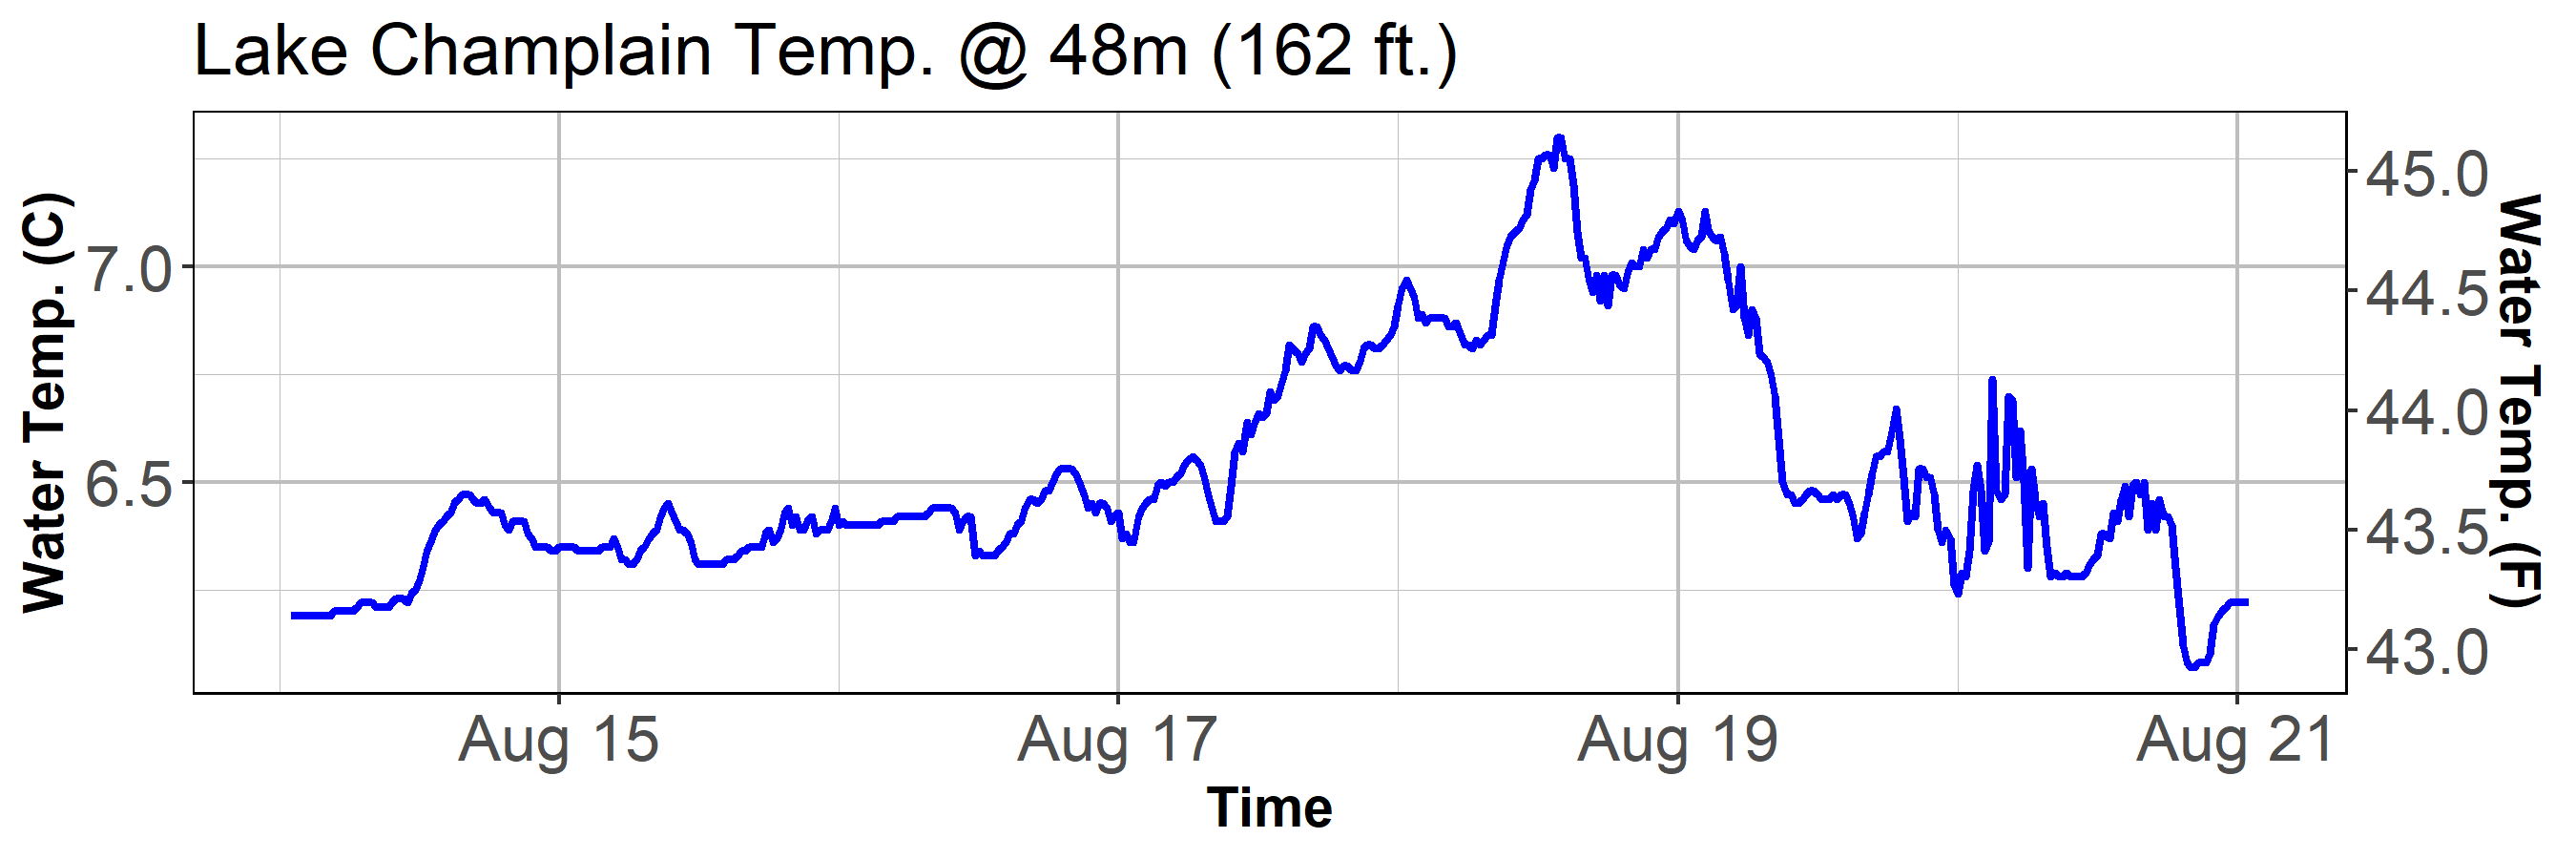 Lake Champlain Temp. @ 48m (162 ft.)
Water Temp. (C)
7.0
6.5
45.0
44.5
44.0
43.5
43.0
Water Temp. (F)
Aug 15 Aug 17 Aug 19 Aug 21
Time